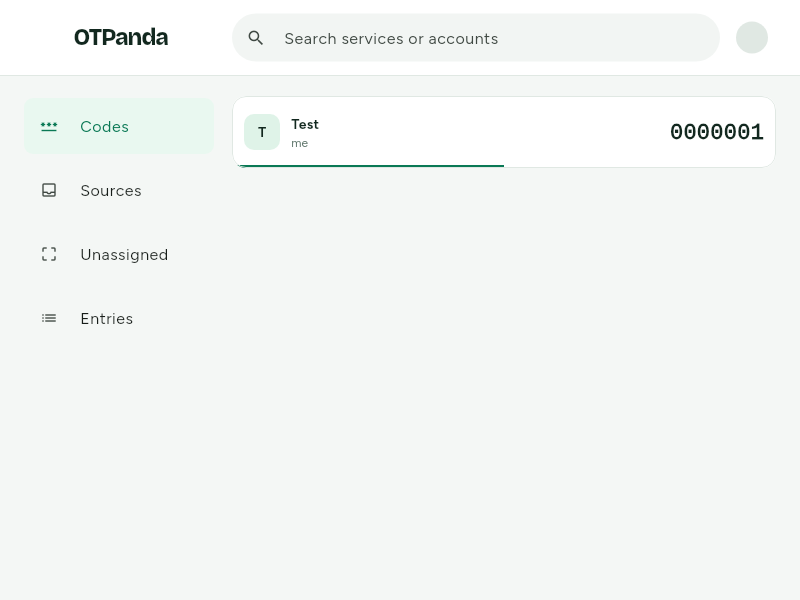 OTPanda
Search services or accounts
Codes
Sources
Unassigned
Entries
T
Test
me
0000001